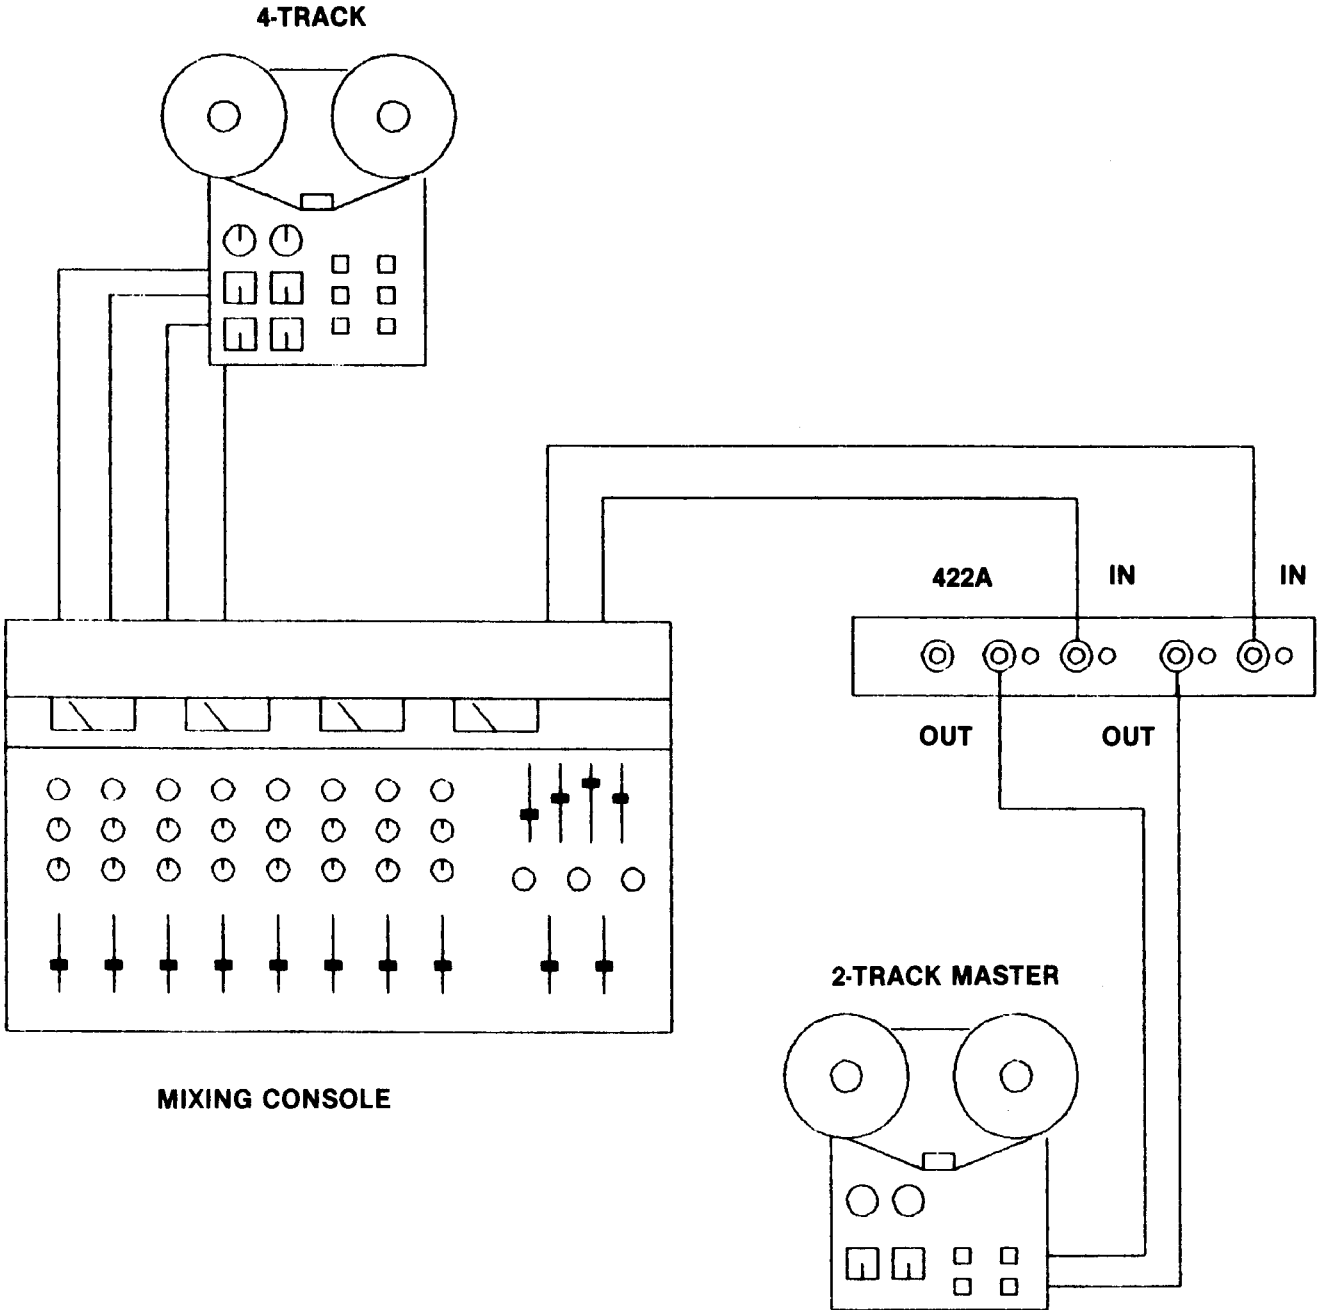 4-TRACK
422A
IN
IN
OUT
OUT
2-TRACK MASTER
MIXING CONSOLE